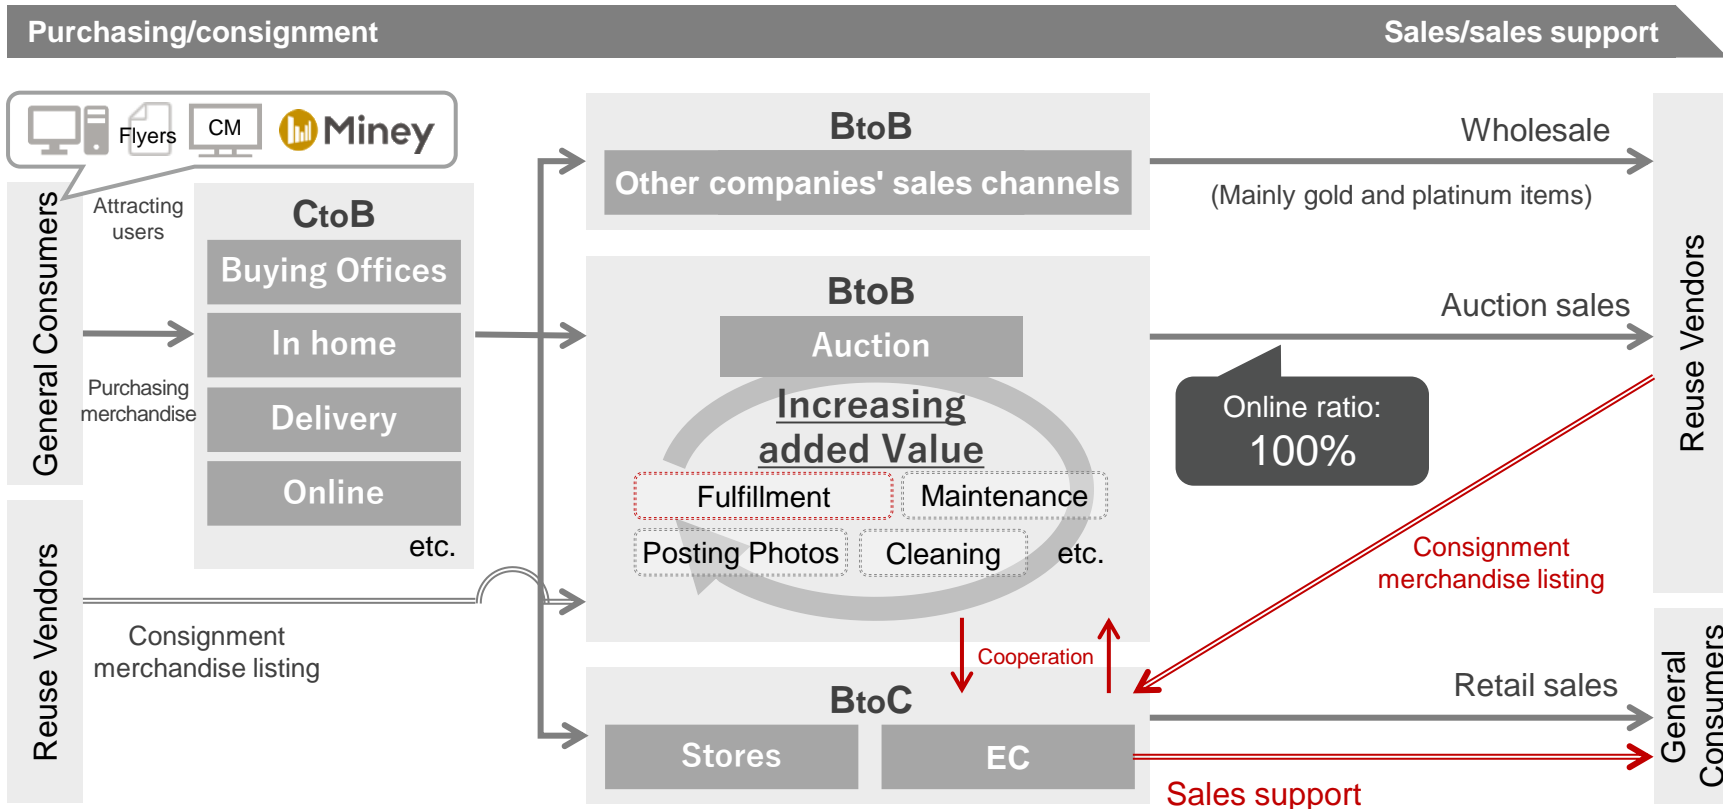 Purchasing/consignment
Sales/sales support
Flyers
CM
Miney
General Consumers
Attracting
users
Purchasing
merchandise
CtoB
Buying Offices
In home
Delivery
Online
etc.
Reuse Vendors
Consignment
merchandise listing
BtoB
Other companies' sales channels
Wholesale
(Mainly gold and platinum items)
BtoB
Auction
Increasing
added Value
Fulfillment
Maintenance
Posting Photos
Cleaning
etc.
Auction sales
Online ratio:
100%
Reuse Vendors
Consignment
merchandise listing
Cooperation
BtoC
Stores
EC
Retail sales
Sales support
General
Consumers